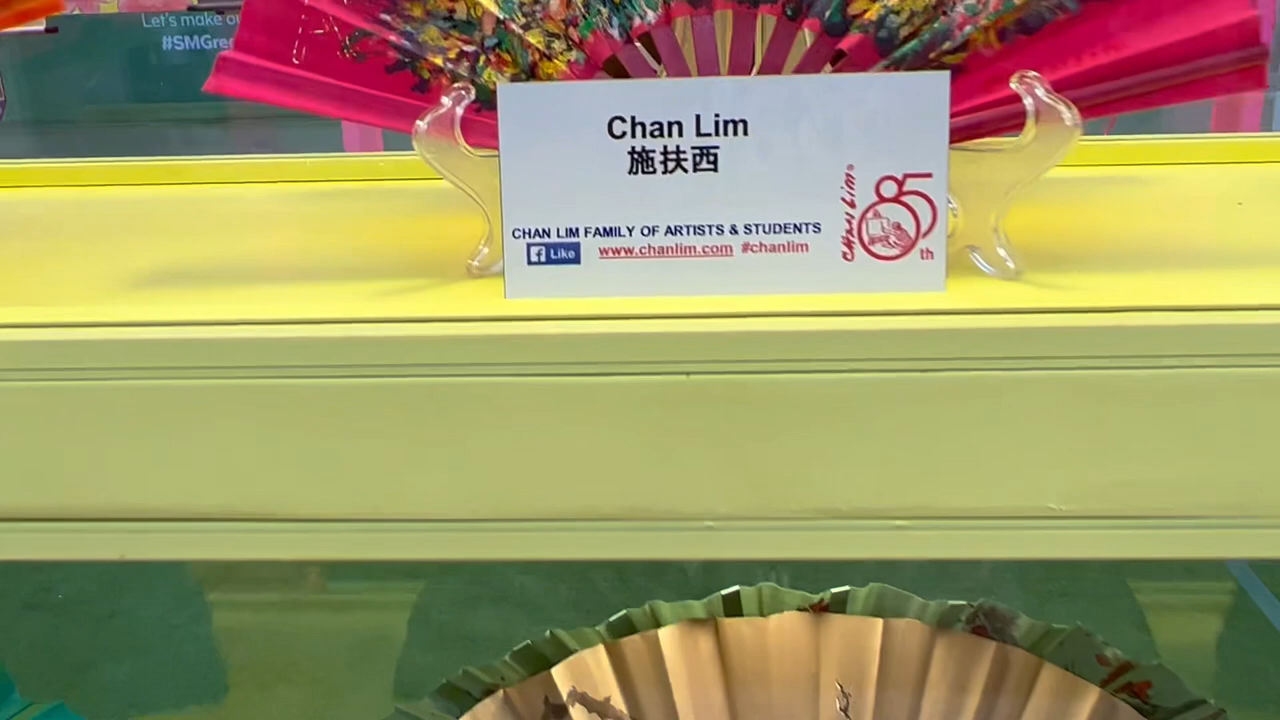 Let's make ou
#SMGree
Chan Lim
施扶西
CHAN LIM FAMILY OF ARTISTS & STUDENTS
Like
www.chanlim.com #chanlim
CHAN LIM
85
th